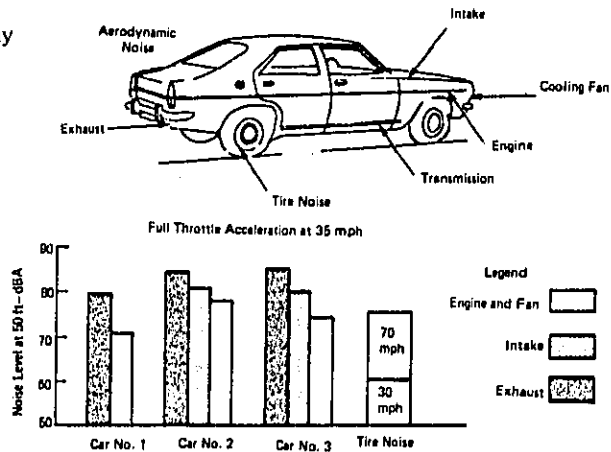 y
Intake
Aerodynamic
Noise
Cooling Fan
Exhaust
Engine
Transmission
Tire Noise
Full Throttle Acceleration at 35 mph
Noise Level at 50 ft-dBA
90
80
70
60
50
70
mph
30
mph
Car No. 1
Car No. 2
Car No. 3
Tire Noise
Legend
Engine and Fan
Intake
Exhaust